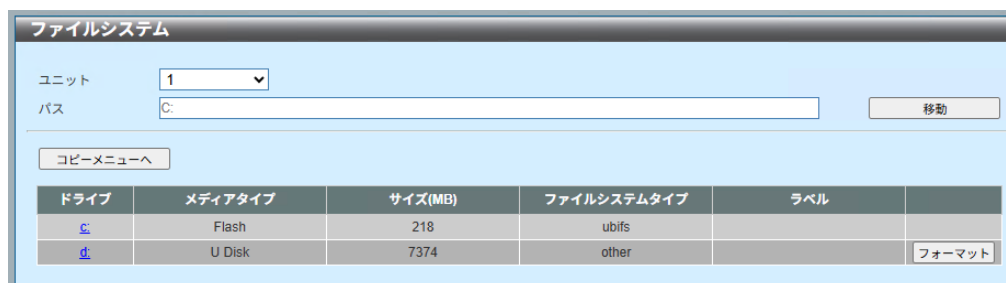 ファイルシステム
ユニット 1
パス C: 移動
コピーメニューへ
ドライブ メディアタイプ サイズ(MB) ファイルシステムタイプ ラベル
c: Flash 218 ubifs
d: U Disk 7374 other フォーマット